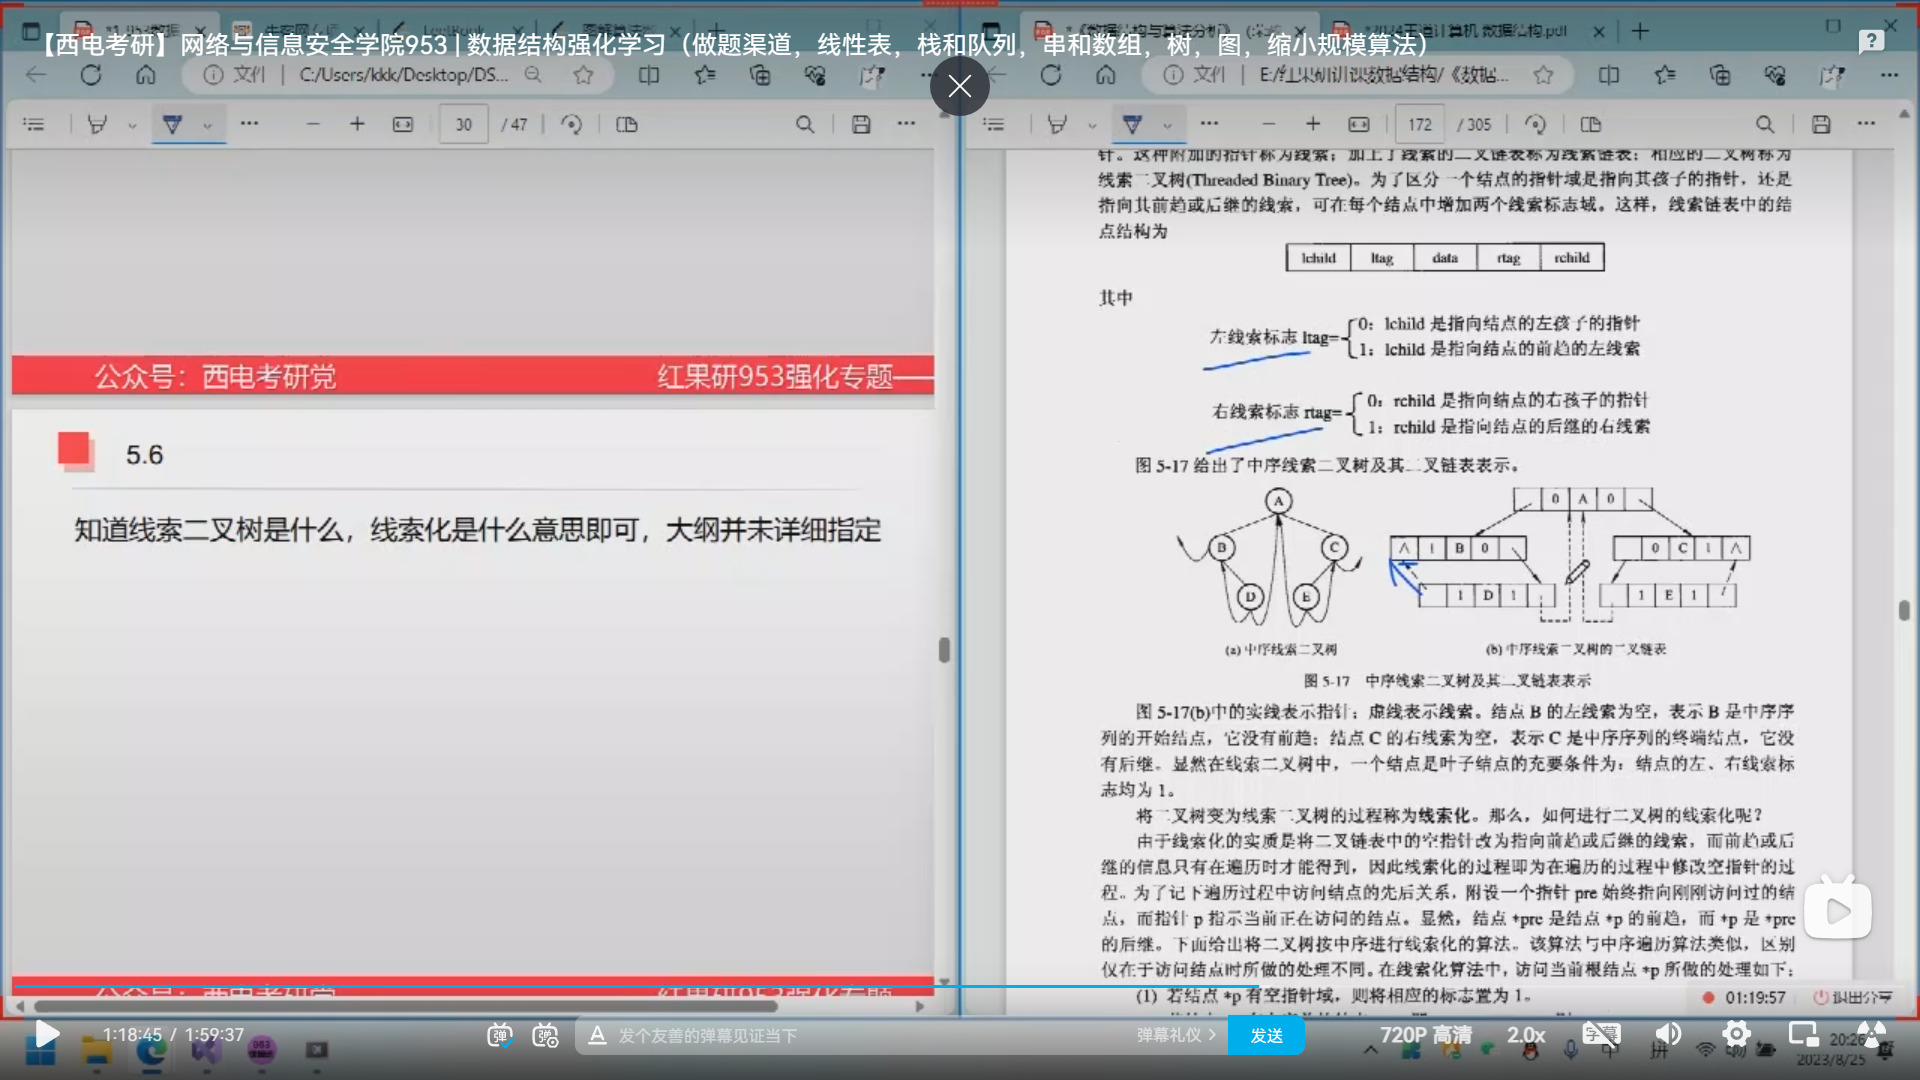 【西电考研】网络与信息安全学院953 | 数据结构强化学习（做题渠道，线性表，栈和队列，串和数组，树，图，缩小规模算法）
文件 C:/Users/kkk/Desktop/DS...
文件
30 / 47
172 / 305
公众号：西电考研党 红果研953强化专题
5.6
知道线索二叉树是什么，线索化是什么意思即可，大纲并未详细指定
针。这种附加的指针称为线索；加上了线索的二叉链表称为线索链表；相应的二叉树称为
线索二叉树(Threaded Binary Tree)。为了区分一个结点的指针域是指向其孩子的指针，还是
指向其前趋或后继的线索，可在每个结点中增加两个线索标志域。这样，线索链表中的结
点结构为
lchild ltag data rtag rchild
其中
左线索标志 ltag=
0：lchild 是指向结点的左孩子的指针
1：lchild 是指向结点的前趋的左线索
右线索标志 rtag=
0：rchild 是指向结点的右孩子的指针
1：rchild 是指向结点的后继的右线索
图 5-17 给出了中序线索二叉树及其二叉链表表示。
A
B C
D E
0 A 0
∧ 1 B 0
0 C 1 ∧
1 D 1
1 E 1
(a) 中序线索二叉树
(b) 中序线索二叉树的二叉链表
图 5-17 中序线索二叉树及其二叉链表表示
图 5-17(b)中的实线表示指针；虚线表示线索。结点 B 的左线索为空，表示 B 是中序序
列的开始结点，它没有前趋；结点 C 的右线索为空，表示 C 是中序序列的终端结点，它没
有后继。显然在线索二叉树中，一个结点是叶子结点的充要条件为：结点的左、右线索标
志均为 1。
将二叉树变为线索二叉树的过程称为线索化。那么，如何进行二叉树的线索化呢？
由于线索化的实质是将二叉链表中的空指针改为指向前趋或后继的线索，而前趋或后
继的信息只有在遍历时才能得到，因此线索化的过程即为在遍历的过程中修改空指针的过
程。为了记下遍历过程中访问结点的先后关系，附设一个指针 pre 始终指向刚刚访问过的结
点，而指针 p 指示当前正在访问的结点。显然，结点 *pre 是结点 *p 的前趋，而 *p 是 *pre
的后继。下面给出将二叉树按中序进行线索化的算法。该算法与中序遍历算法类似，区别
仅在于访问结点时所做的处理不同。在线索化算法中，访问当前根结点 *p 所做的处理如下：
(1) 若结点 *p 有空指针域，则将相应的标志置为 1。
01:19:57 退出分享
1:18:45 / 1:59:37
发个友善的弹幕见证当下
弹幕礼仪 >
发送
720P 高清
2.0x
字幕
中 拼
2023/8/25